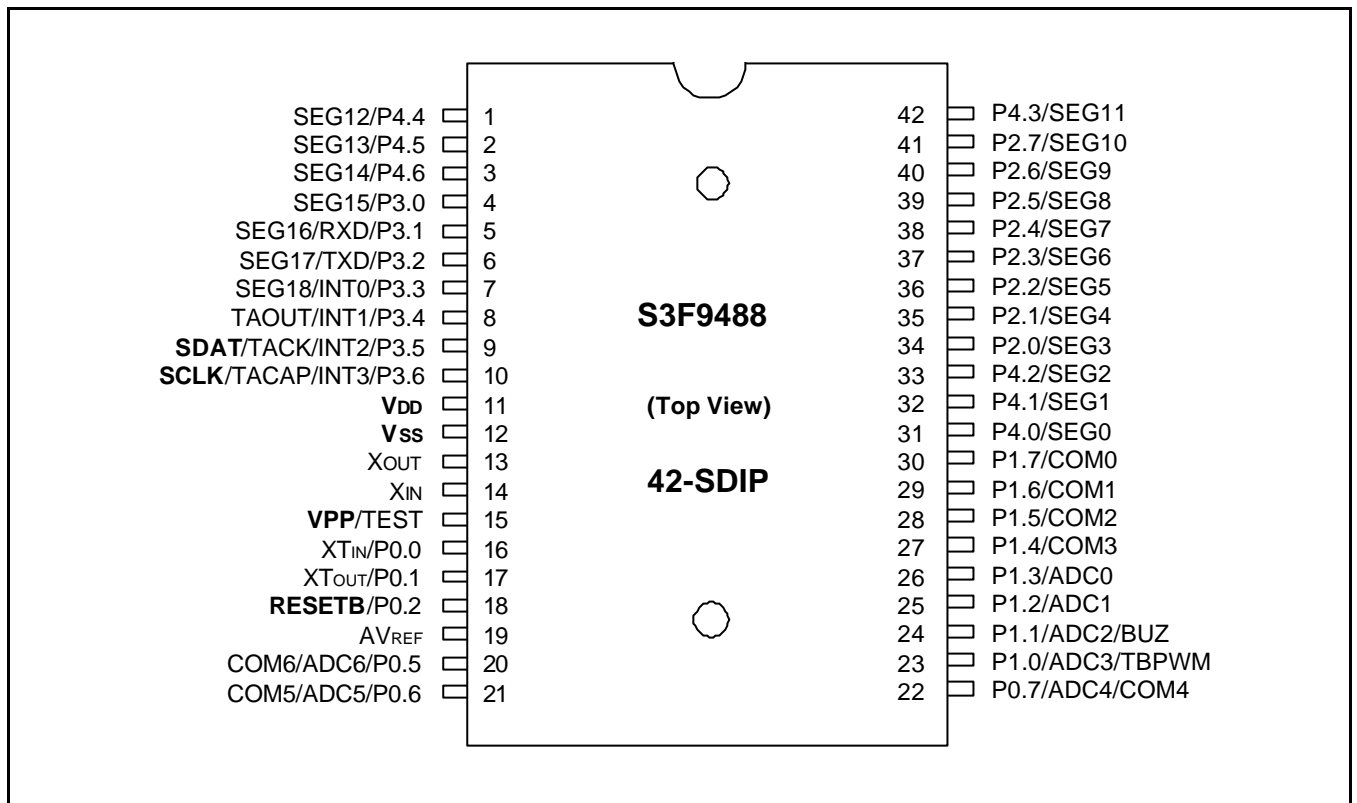 SEG12/P4.4 1 42 P4.3/SEG11
SEG13/P4.5 2 41 P2.7/SEG10
SEG14/P4.6 3 40 P2.6/SEG9
SEG15/P3.0 4 39 P2.5/SEG8
SEG16/RXD/P3.1 5 38 P2.4/SEG7
SEG17/TXD/P3.2 6 37 P2.3/SEG6
SEG18/INT0/P3.3 7 36 P2.2/SEG5
TAOUT/INT1/P3.4 8 S3F9488 35 P2.1/SEG4
SDAT/TACK/INT2/P3.5 9 34 P2.0/SEG3
SCLK/TACAP/INT3/P3.6 10 33 P4.2/SEG2
VDD 11 (Top View) 32 P4.1/SEG1
VSS 12 31 P4.0/SEG0
XOUT 13 30 P1.7/COM0
XIN 14 42-SDIP 29 P1.6/COM1
VPP/TEST 15 28 P1.5/COM2
XTIN/P0.0 16 27 P1.4/COM3
XTOUT/P0.1 17 26 P1.3/ADC0
RESETB/P0.2 18 25 P1.2/ADC1
AVREF 19 24 P1.1/ADC2/BUZ
COM6/ADC6/P0.5 20 23 P1.0/ADC3/TBPWM
COM5/ADC5/P0.6 21 22 P0.7/ADC4/COM4